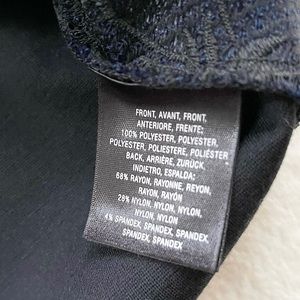 FRONT, AVANT, FRONT,
ANTERIORE, FRENTE:
100% POLYESTER, POLYESTER,
POLYESTER, POLIESTERE, POLIÉSTER
BACK, ARRIÈRE, ZURÜCK,
INDIETRO, ESPALDA:
68% RAYON, RAYONNE, REYON,
RAYON, RAYÓN
28% NYLON, NYLON, NYLON,
NYLON, NYLON
4% SPANDEX, SPANDEX, SPANDEX,
SPANDEX, SPANDEX